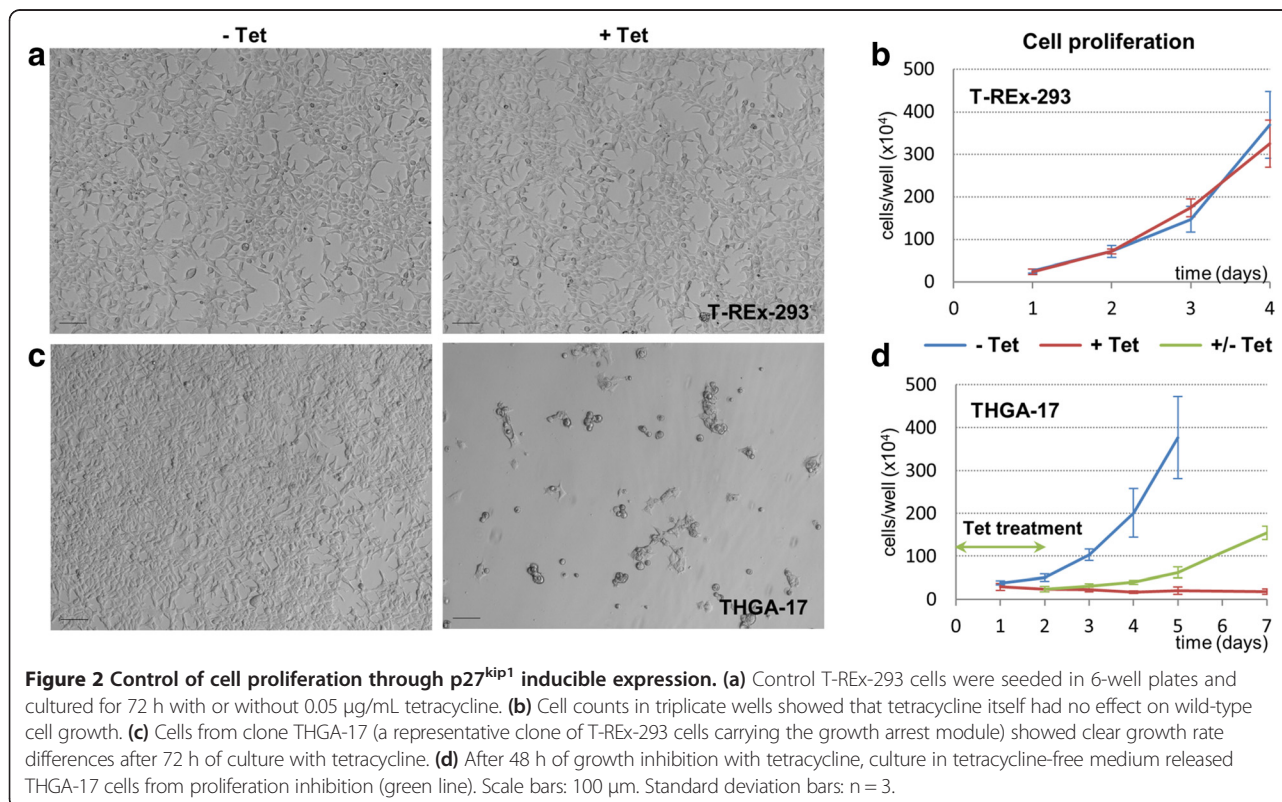 - Tet
+ Tet
a
T-REx-293
b
Cell proliferation
T-REx-293
cells/well (x10⁴)
500
400
300
200
100
0
0 1 2 3 4
time (days)
c
THGA-17
- Tet + Tet +/- Tet
d
THGA-17
cells/well (x10⁴)
500
400
300
200
100
0
Tet treatment
0 1 2 3 4 5 6 7
time (days)
Figure 2 Control of cell proliferation through p27ᵏⁱᵖ¹ inducible expression. (a) Control T-REx-293 cells were seeded in 6-well plates and
cultured for 72 h with or without 0.05 μg/mL tetracycline. (b) Cell counts in triplicate wells showed that tetracycline itself had no effect on wild-type
cell growth. (c) Cells from clone THGA-17 (a representative clone of T-REx-293 cells carrying the growth arrest module) showed clear growth rate
differences after 72 h of culture with tetracycline. (d) After 48 h of growth inhibition with tetracycline, culture in tetracycline-free medium released
THGA-17 cells from proliferation inhibition (green line). Scale bars: 100 μm. Standard deviation bars: n = 3.